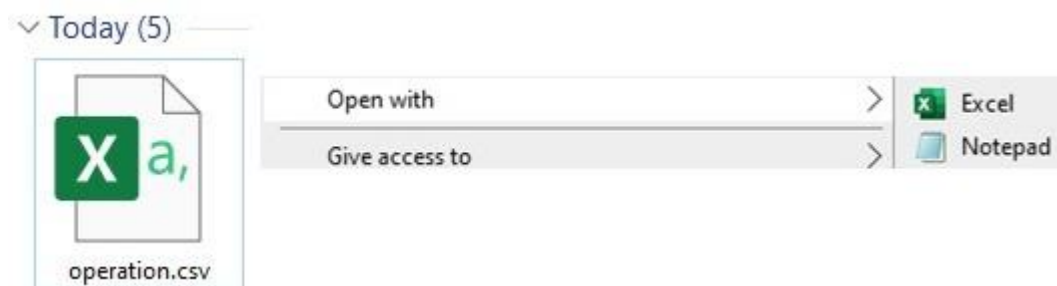 Today (5)
Open with
Excel
Give access to
Notepad
X a,
operation.csv